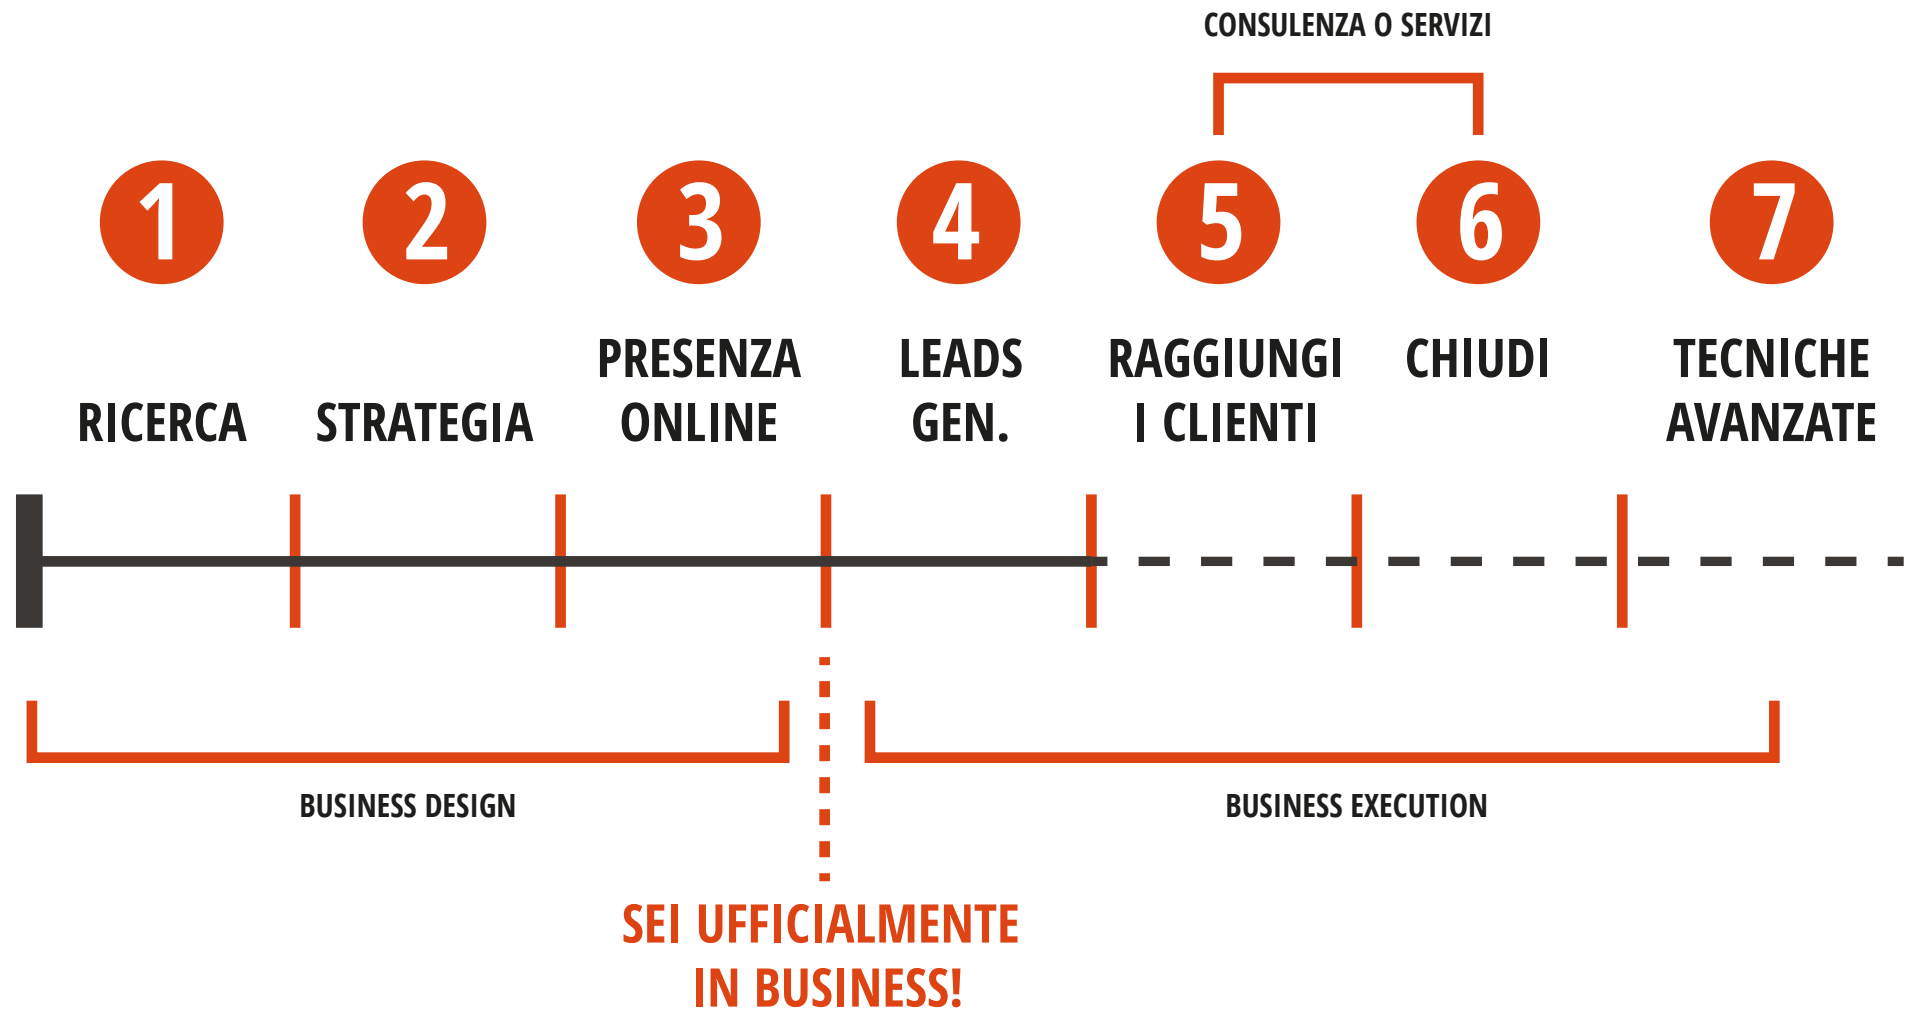 CONSULENZA O SERVIZI
1
2
3
4
5
6
7
RICERCA
STRATEGIA
PRESENZA
ONLINE
LEADS
GEN.
RAGGIUNGI
I CLIENTI
CHIUDI
TECNICHE
AVANZATE
BUSINESS DESIGN
BUSINESS EXECUTION
SEI UFFICIALMENTE
IN BUSINESS!